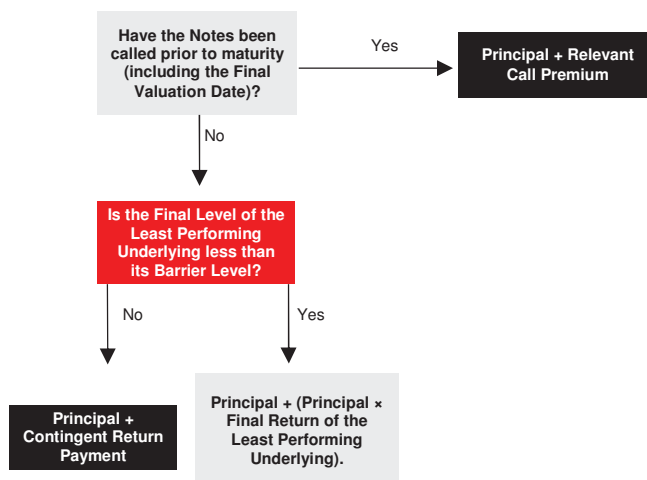 Have the Notes been
called prior to maturity
(including the Final
Valuation Date)?
Yes
Principal + Relevant
Call Premium
No
Is the Final Level of the
Least Performing
Underlying less than
its Barrier Level?
No
Yes
Principal +
Contingent Return
Payment
Principal + (Principal ×
Final Return of the
Least Performing
Underlying).